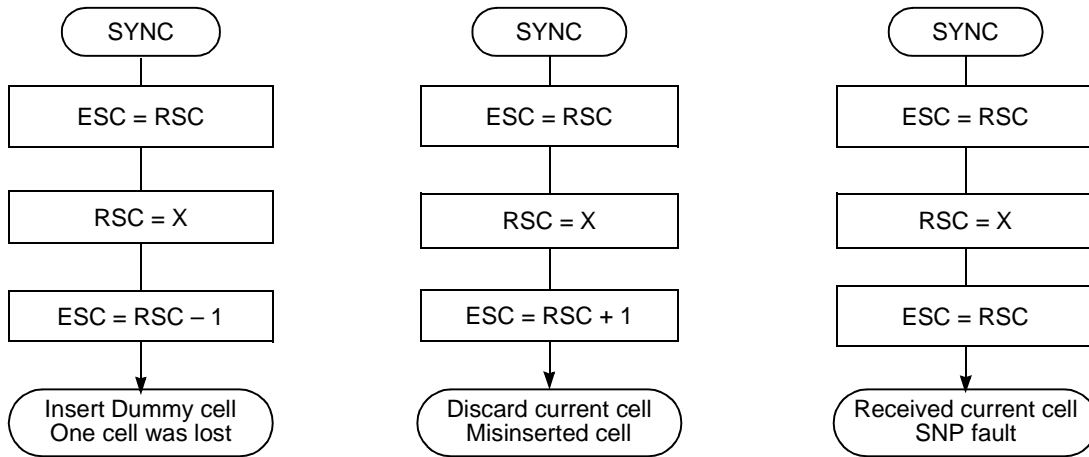 SYNC
ESC = RSC
RSC = X
ESC = RSC – 1
Insert Dummy cell
One cell was lost
SYNC
ESC = RSC
RSC = X
ESC = RSC + 1
Discard current cell
Misinserted cell
SYNC
ESC = RSC
RSC = X
ESC = RSC
Received current cell
SNP fault